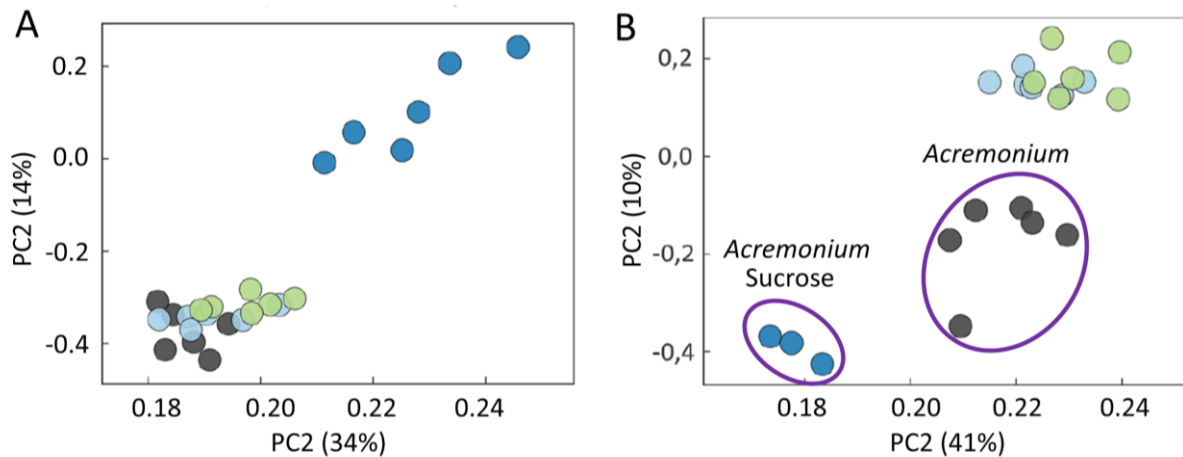 A
0.2
0.0
-0.2
-0.4
PC2 (14%)
0.18
0.20
0.22
0.24
PC2 (34%)
B
0,2
0,0
-0,2
-0,4
PC2 (10%)
Acremonium
Acremonium
Sucrose
0.18
0.20
0.22
0.24
PC2 (41%)